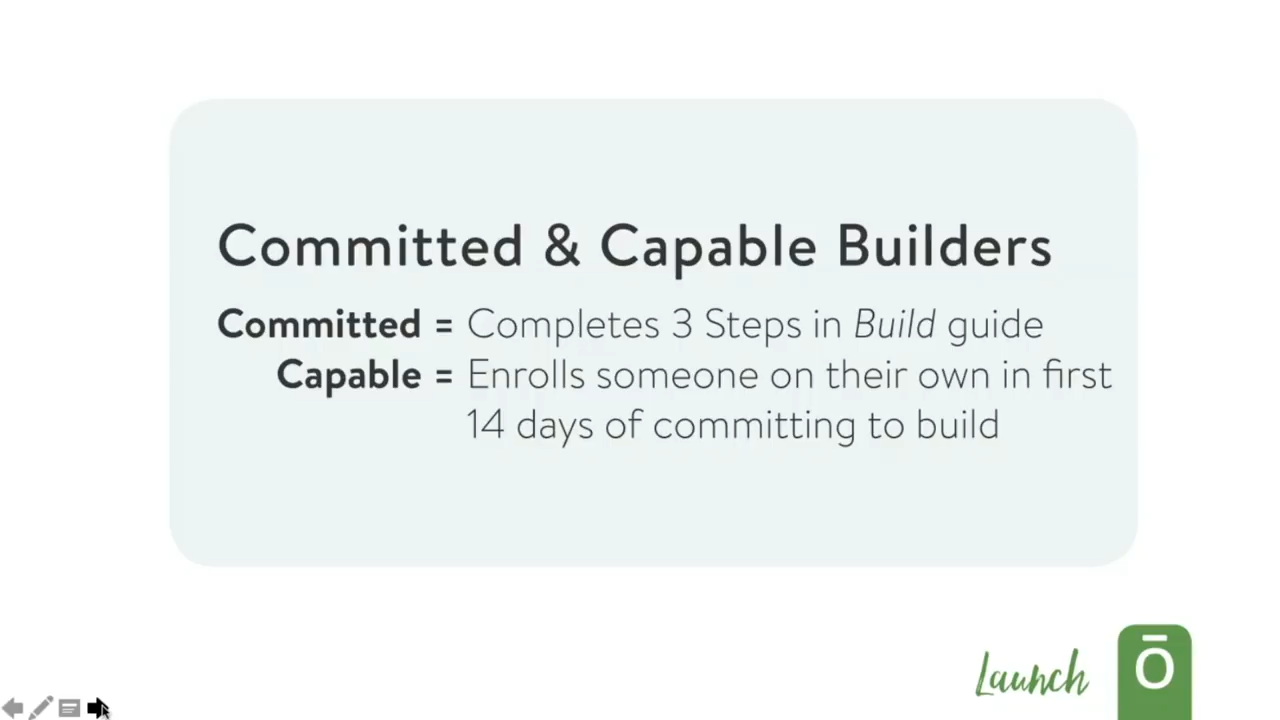 Committed & Capable Builders
Committed = Completes 3 Steps in Build guide
Capable = Enrolls someone on their own in first
14 days of committing to build
Launch
Ō